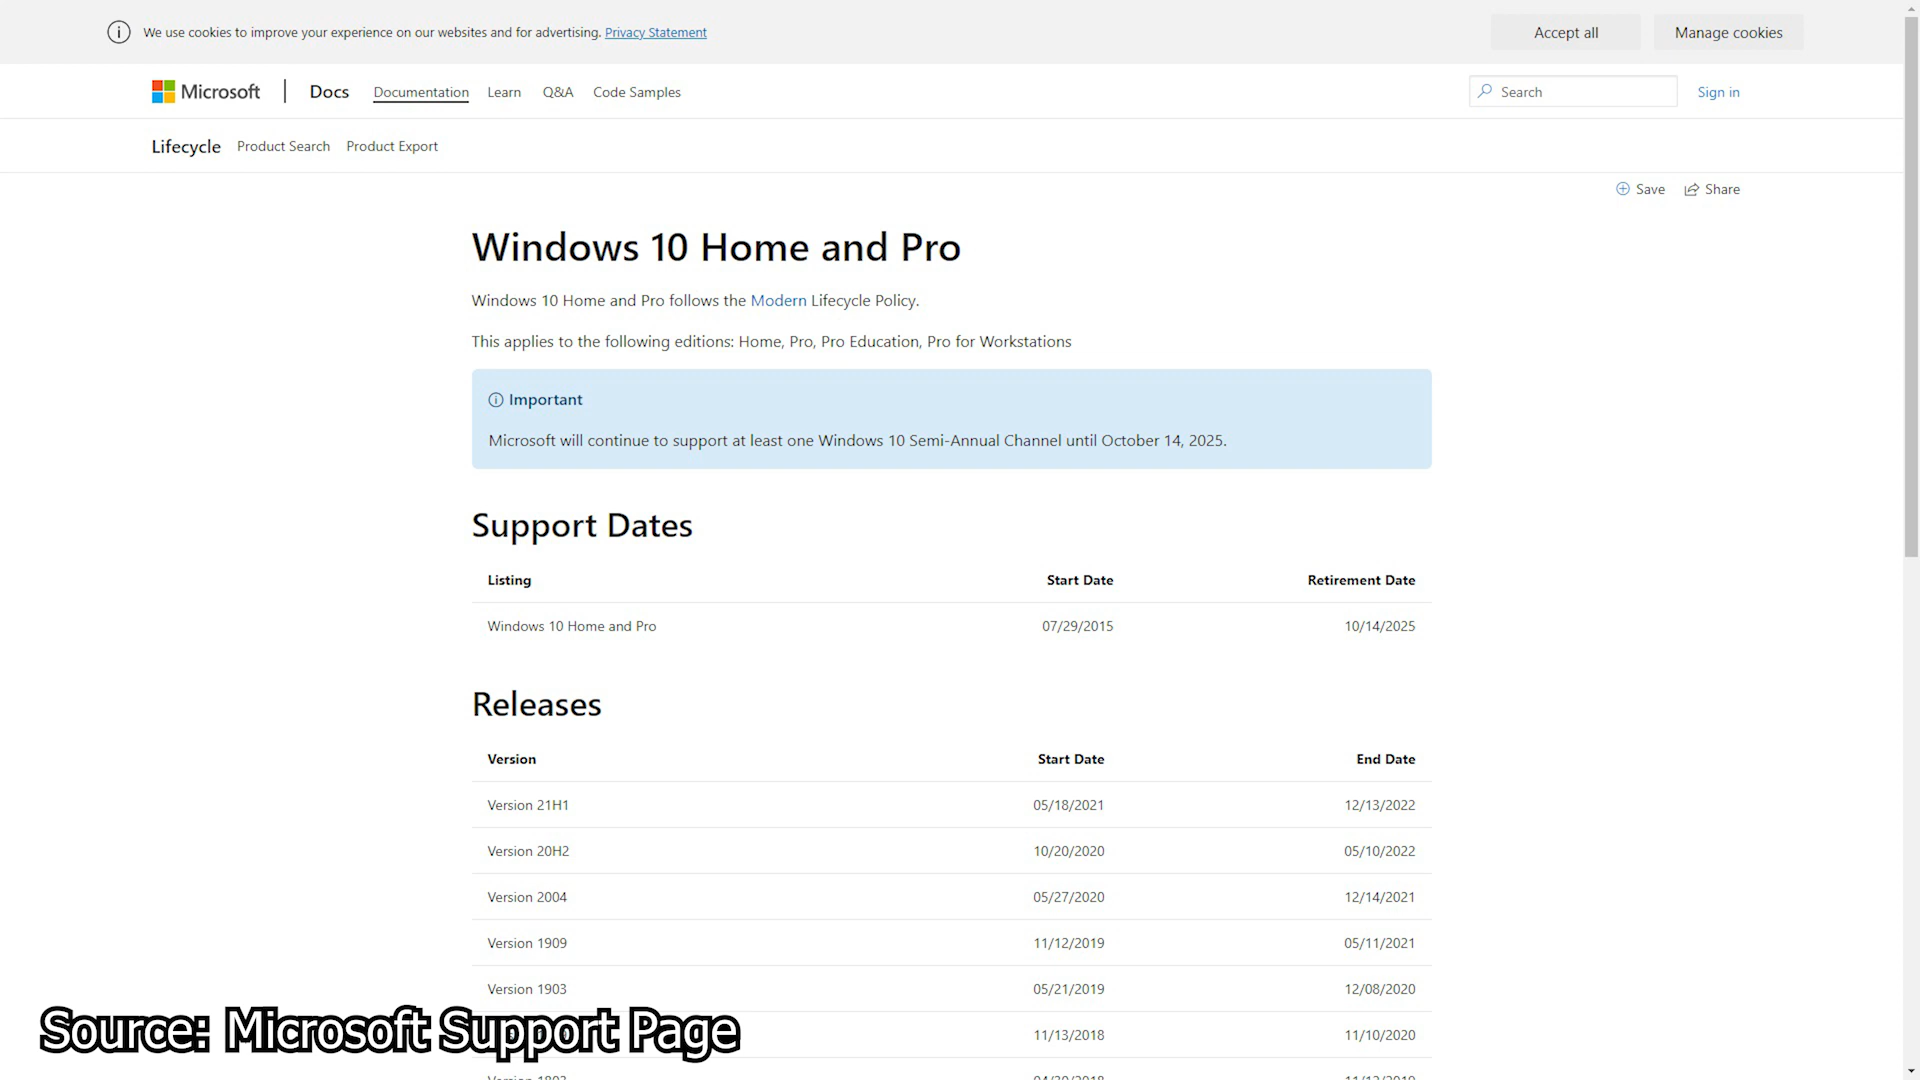 We use cookies to improve your experience on our websites and for advertising. Privacy Statement
Accept all
Manage cookies
Microsoft
Docs
Documentation
Learn
Q&A
Code Samples
Search
Sign in
Lifecycle
Product Search
Product Export
Save
Share
Windows 10 Home and Pro
Windows 10 Home and Pro follows the Modern Lifecycle Policy.
This applies to the following editions: Home, Pro, Pro Education, Pro for Workstations
Important
Microsoft will continue to support at least one Windows 10 Semi-Annual Channel until October 14, 2025.
Support Dates
Listing Start Date Retirement Date
Windows 10 Home and Pro 07/29/2015 10/14/2025
Releases
Version Start Date End Date
Version 21H1 05/18/2021 12/13/2022
Version 20H2 10/20/2020 05/10/2022
Version 2004 05/27/2020 12/14/2021
Version 1909 11/12/2019 05/11/2021
Version 1903 05/21/2019 12/08/2020
11/13/2018 11/10/2020
Source: Microsoft Support Page